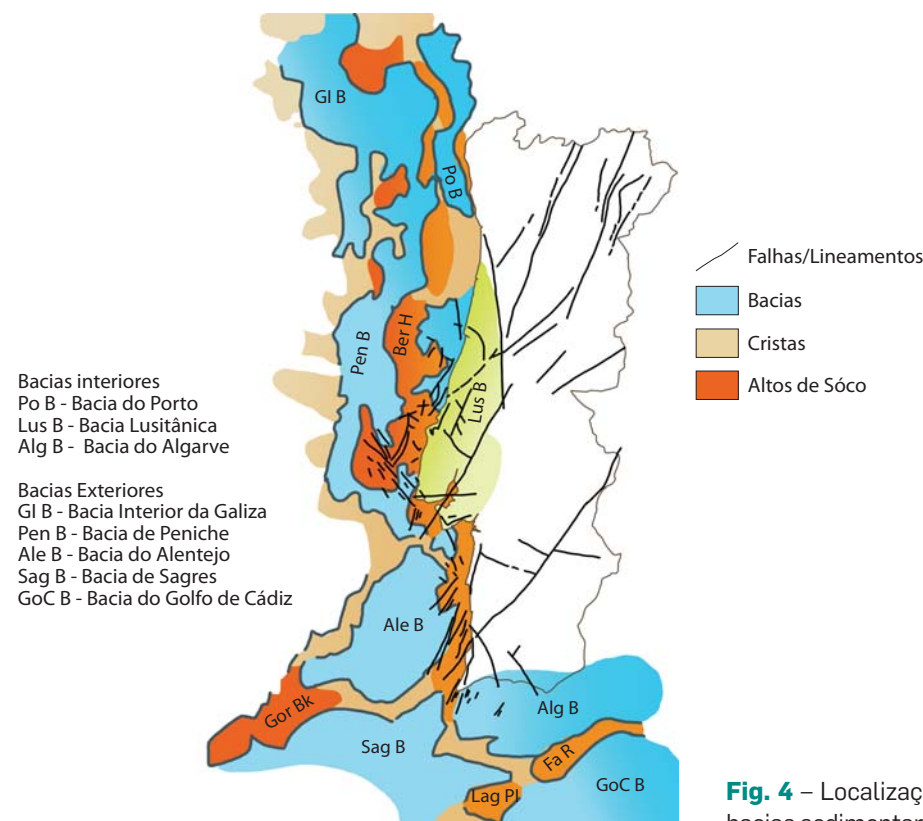 Gl B
Po B
Pen B
Ber H
Lus B
Ale B
Gor Bk
Sag B
Alg B
Fa R
Lag Pl
GoC B
Falhas/Lineamentos
Bacias
Cristas
Altos de Sóco
Bacias interiores
Po B - Bacia do Porto
Lus B - Bacia Lusitânica
Alg B - Bacia do Algarve
Bacias Exteriores
Gl B - Bacia Interior da Galiza
Pen B - Bacia de Peniche
Ale B - Bacia do Alentejo
Sag B - Bacia de Sagres
GoC B - Bacia do Golfo de Cádiz
Fig. 4 – Localizaç